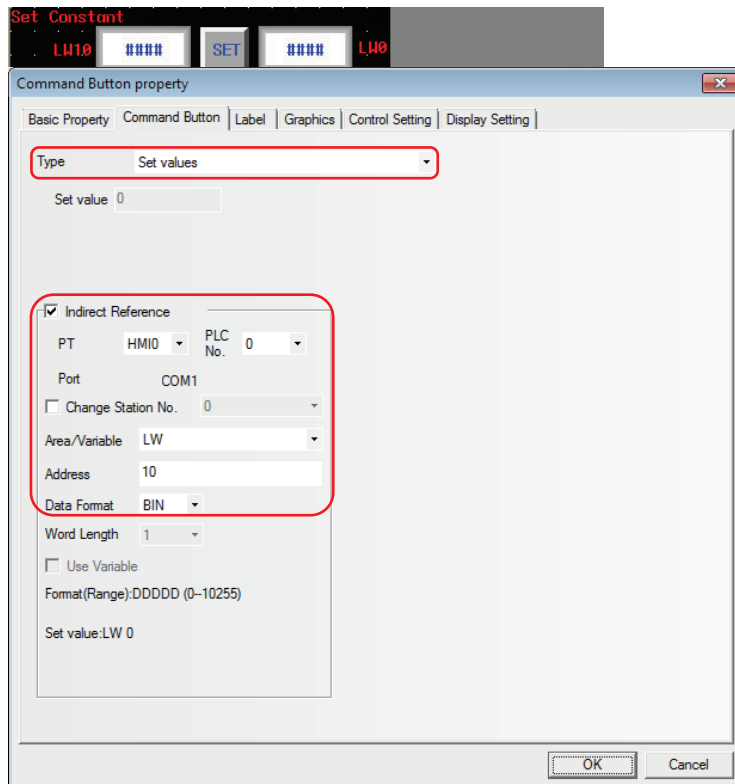 Set Constant
LW10 #### SET #### LW0
Command Button property
Basic Property Command Button Label Graphics Control Setting Display Setting
Type Set values
Set value 0
Indirect Reference
PT HMI0 PLC No. 0
Port COM1
Change Station No. 0
Area/Variable LW
Address 10
Data Format BIN
Word Length 1
Use Variable
Format(Range):DDDDD (0--10255)
Set value:LW 0
OK Cancel